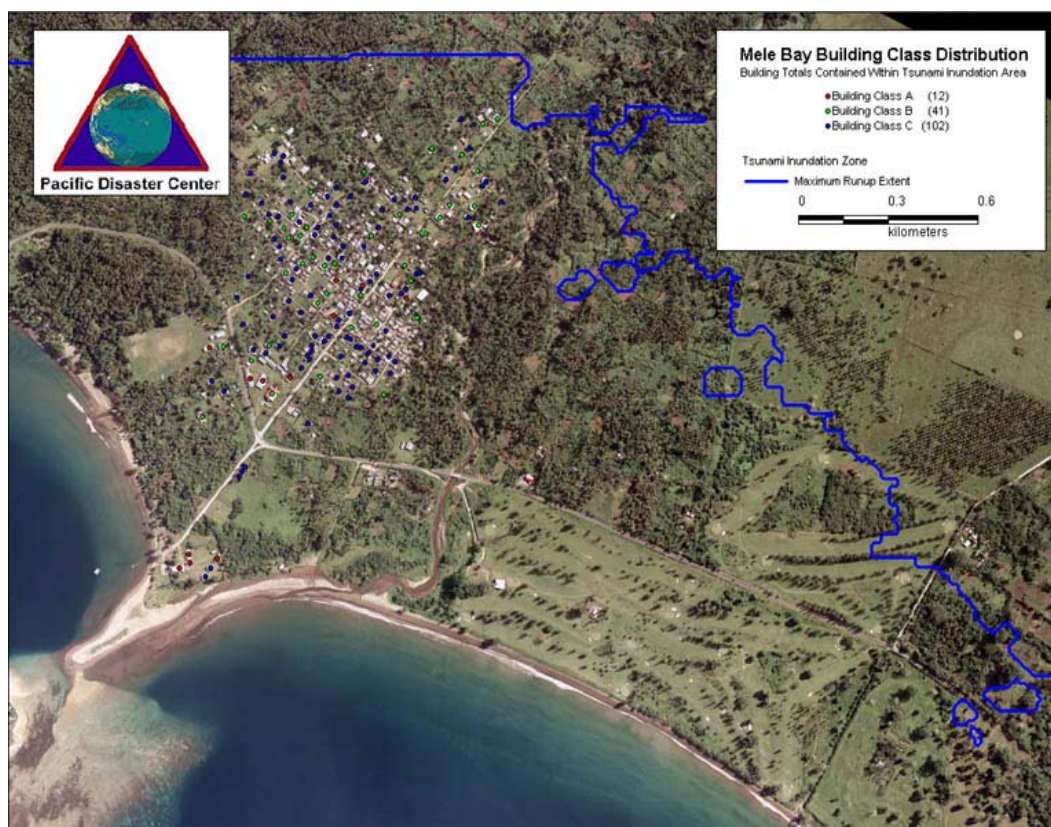 Pacific Disaster Center
Mele Bay Building Class Distribution
Building Totals Contained Within Tsunami Inundation Area
Building Class A (12)
Building Class B (41)
Building Class C (102)
Tsunami Inundation Zone
Maximum Runup Extent
0 0.3 0.6
kilometers